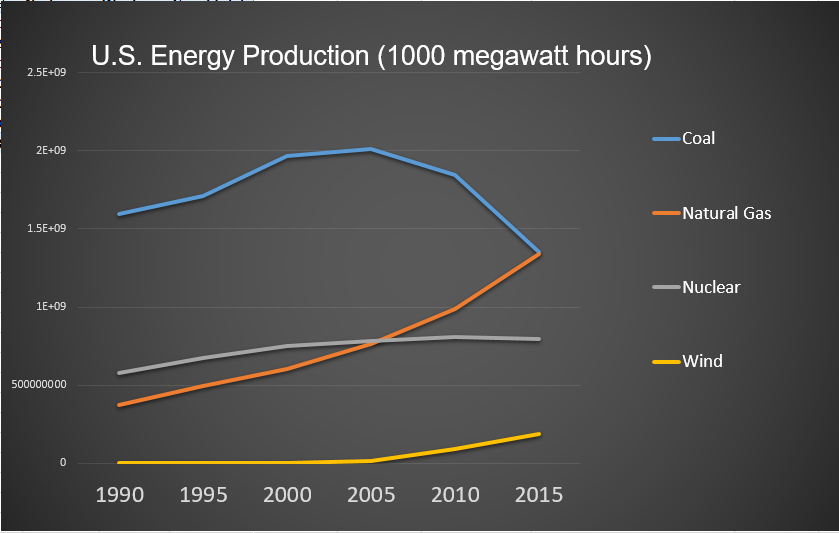 U.S. Energy Production (1000 megawatt hours)
2.5E+09
2E+09
1.5E+09
1E+09
500000000
0
1990 1995 2000 2005 2010 2015
Coal
Natural Gas
Nuclear
Wind